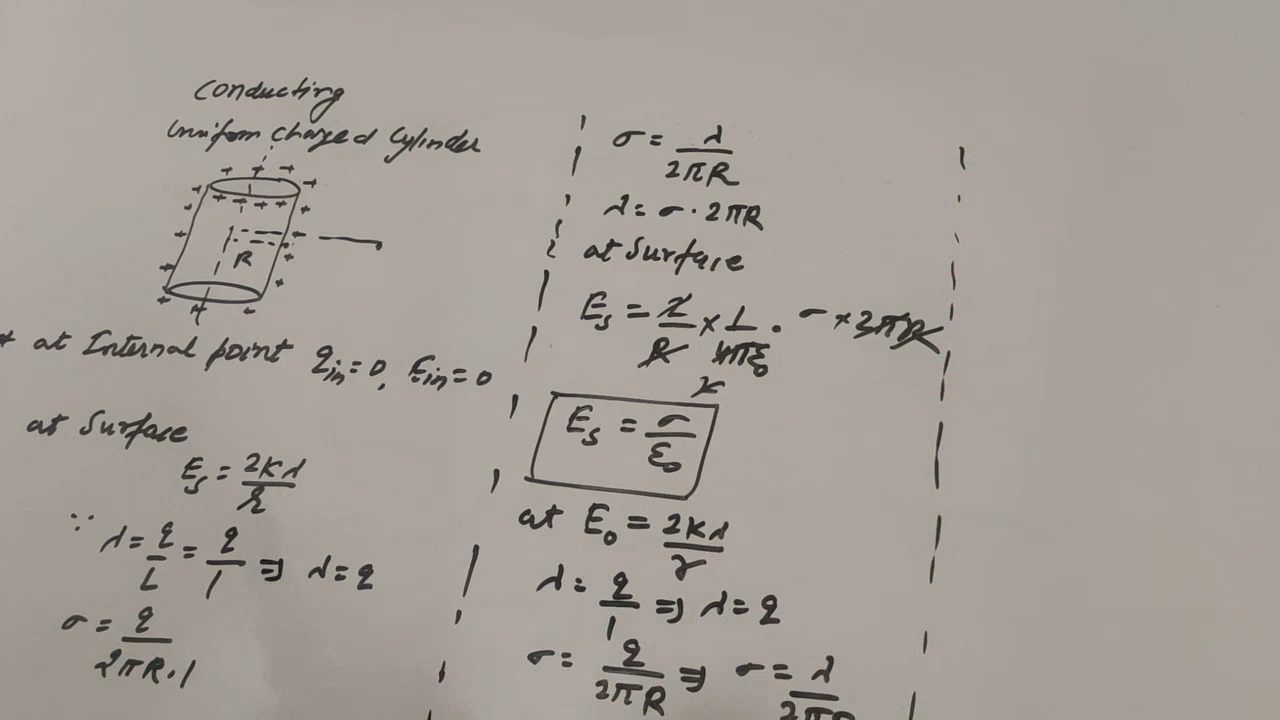 Conducting
Uniform charged cylinder
+ + + + + + + + +
R
* at Internal point q_in = 0, E_in = 0
at Surface
E_s = 2Kλ/r
∵ λ = q/L = q/1 ⇒ λ = q
σ = q/2πR·1
σ = λ/2πR
λ = σ·2πR
at Surface
E_s = 2/R × 1/4πε₀ · σ × 2πR
E_s = σ/ε₀
at E₀ = 2Kλ/r
λ = q/1 ⇒ λ = q
σ = q/2πR ⇒ σ = λ/2πR